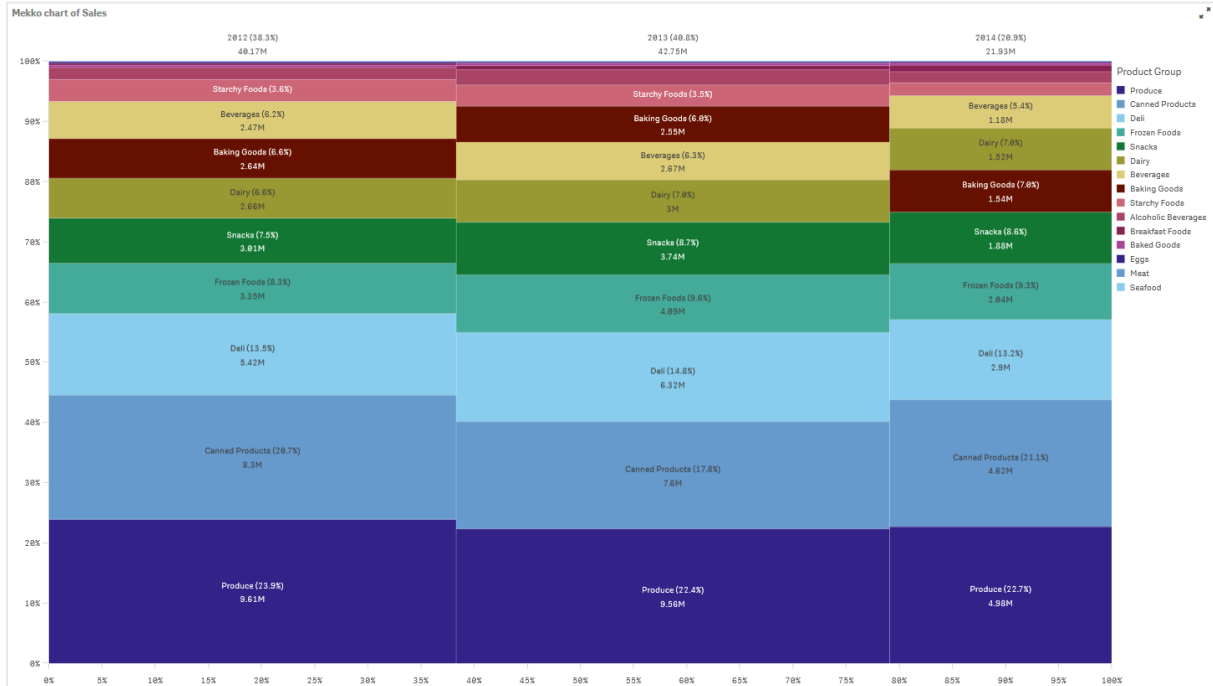 Mekko chart of Sales
2012 (38.3%)
40.17M
2013 (40.8%)
42.75M
2014 (20.9%)
21.93M
100%
90%
80%
70%
60%
50%
40%
30%
20%
10%
0%
Starchy Foods (3.6%)
Beverages (6.2%)
2.47M
Baking Goods (6.6%)
2.64M
Dairy (6.6%)
2.66M
Snacks (7.5%)
3.01M
Frozen Foods (8.3%)
3.35M
Deli (13.5%)
5.42M
Canned Products (20.7%)
8.3M
Produce (23.9%)
9.61M
Starchy Foods (3.5%)
Baking Goods (6.0%)
2.55M
Beverages (6.3%)
2.67M
Dairy (7.0%)
3M
Snacks (8.7%)
3.74M
Frozen Foods (9.6%)
4.09M
Deli (14.8%)
6.32M
Canned Products (17.8%)
7.6M
Produce (22.4%)
9.56M
Beverages (5.4%)
1.18M
Dairy (7.0%)
1.52M
Baking Goods (7.0%)
1.54M
Snacks (8.6%)
1.88M
Frozen Foods (9.3%)
2.04M
Deli (13.2%)
2.9M
Canned Products (21.1%)
4.62M
Produce (22.7%)
4.98M
0%
5%
10%
15%
20%
25%
30%
35%
40%
45%
50%
55%
60%
65%
70%
75%
80%
85%
90%
95%
100%
Product Group
Produce
Canned Products
Deli
Frozen Foods
Snacks
Dairy
Beverages
Baking Goods
Starchy Foods
Alcoholic Beverages
Breakfast Foods
Baked Goods
Eggs
Meat
Seafood